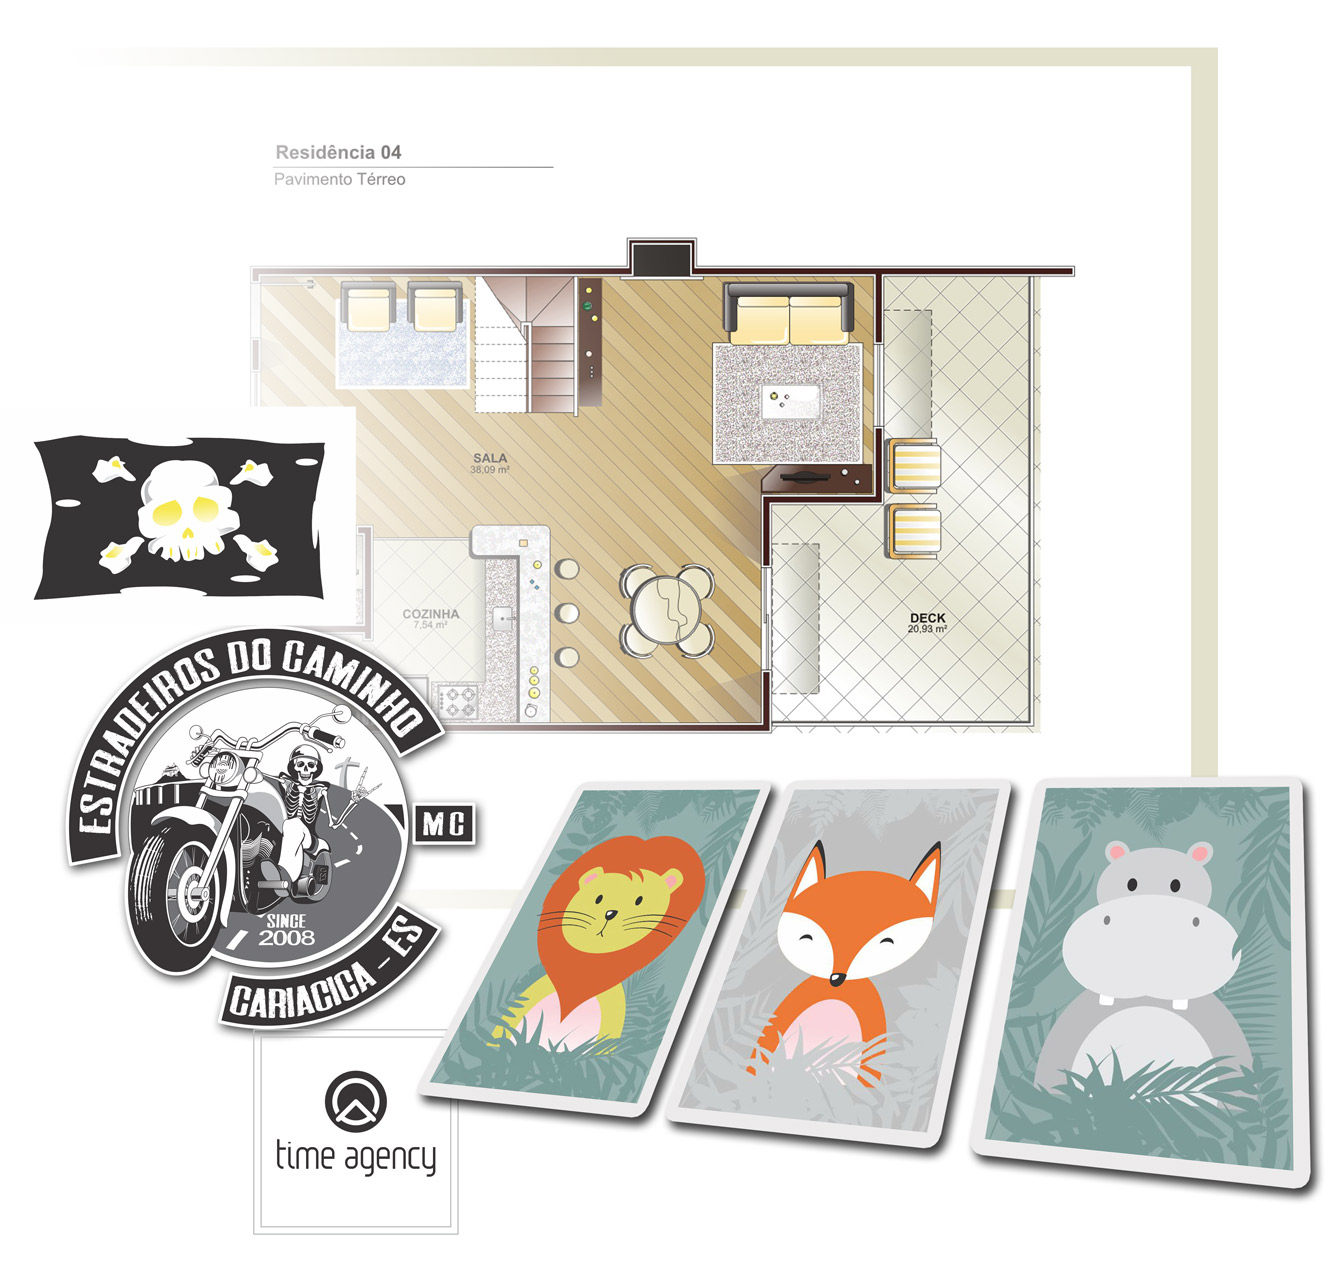 Residência 04
Pavimento Térreo
SALA
38,09 m²
COZINHA
7,54 m²
DECK
20,93 m²
ESTRADEIROS DO CAMINHO
MC
SINCE
2008
CARIACICA - ES
time agency